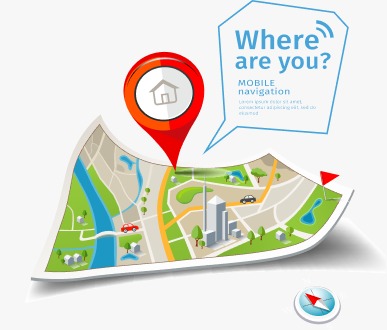 Where
are you?
MOBILE
navigation
Lorem ipsum dolor sit amet,
consectetur adipiscing elit, sed do
eiusmod